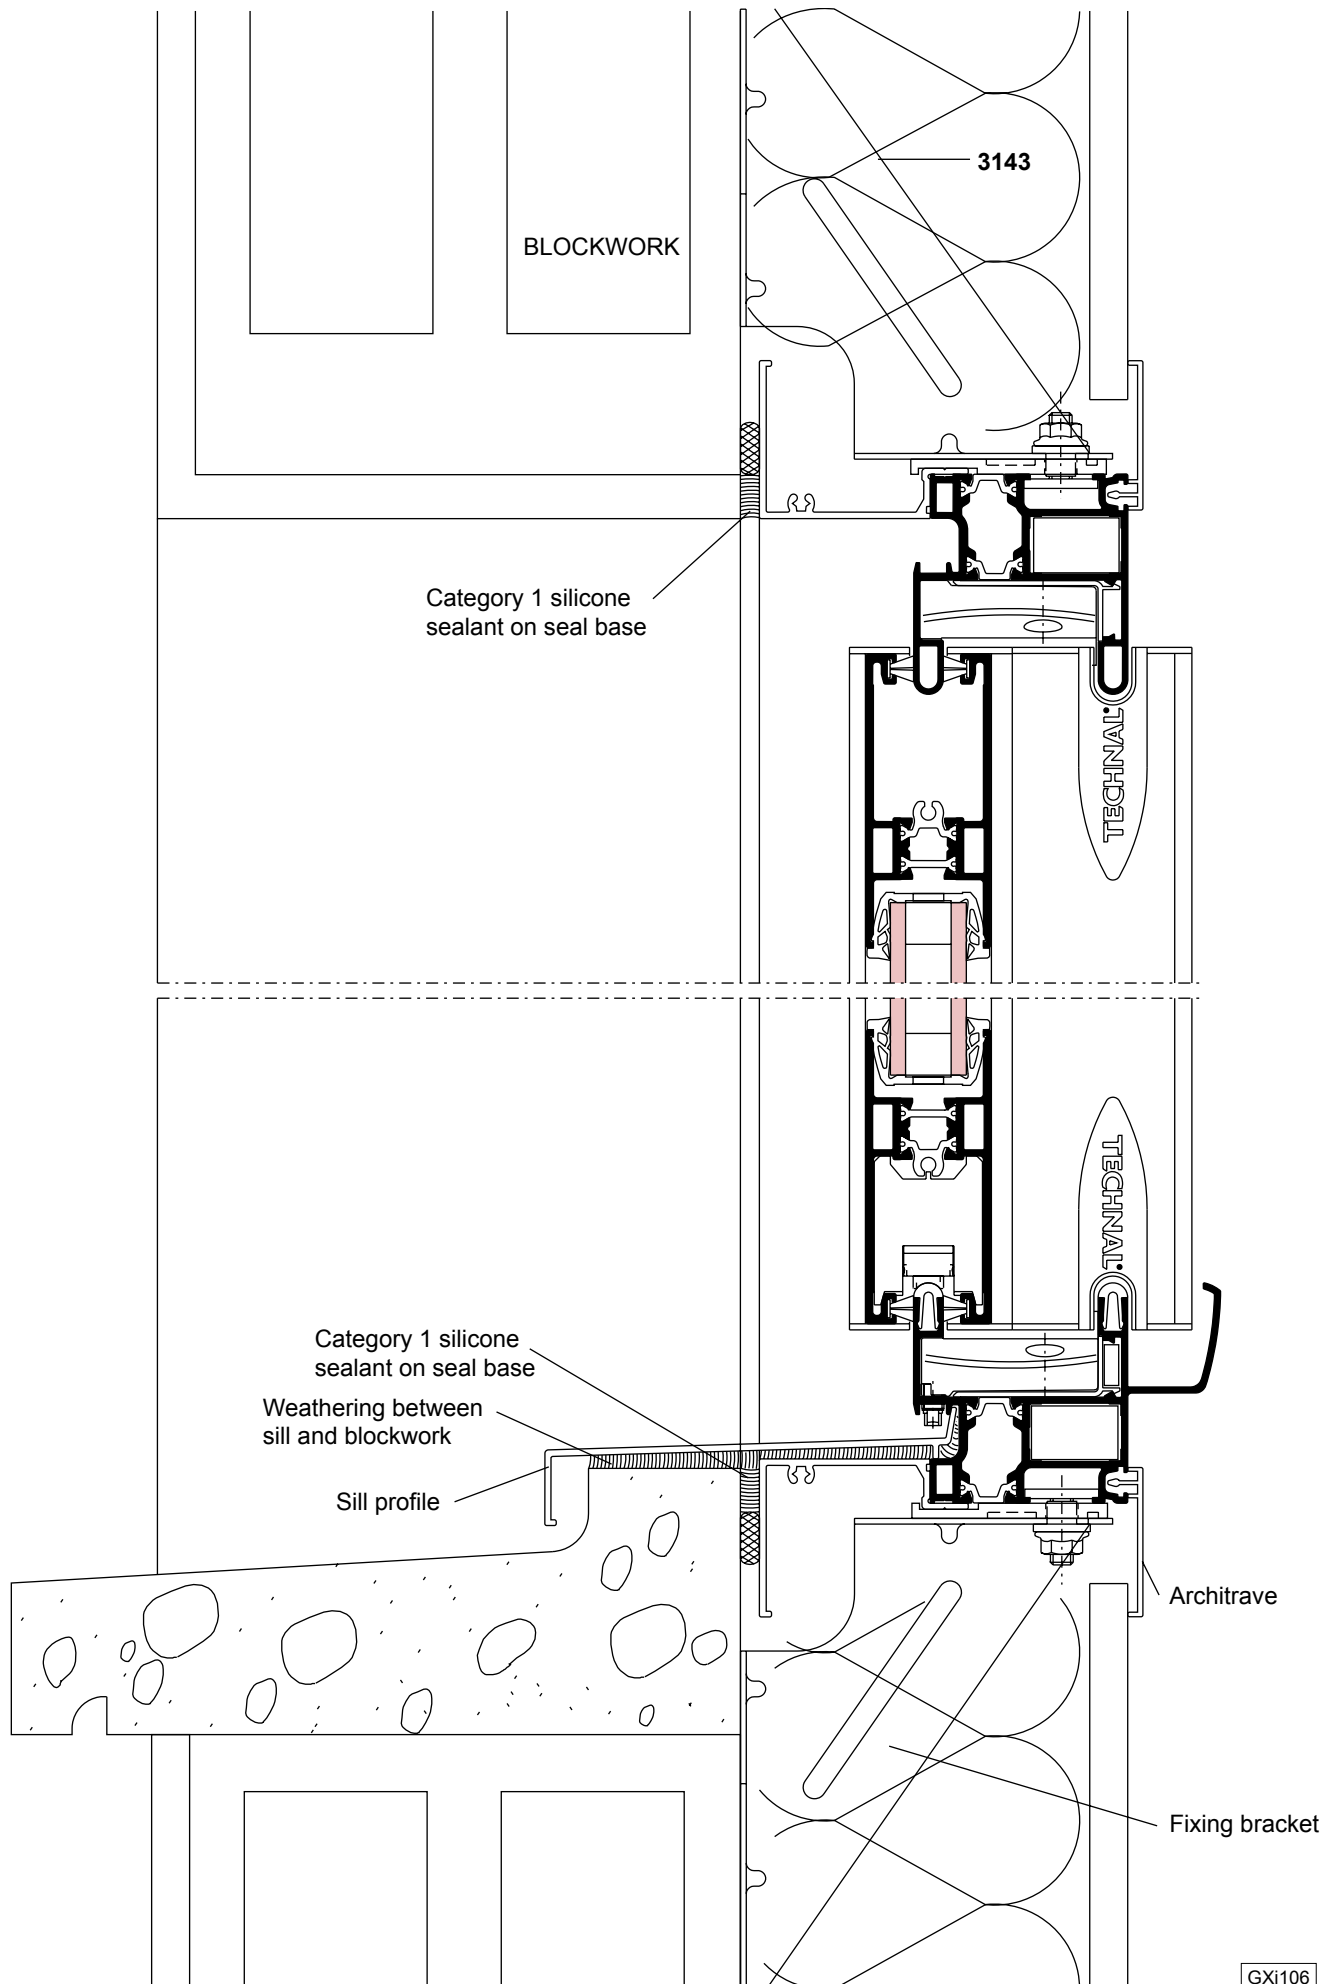 3143
BLOCKWORK
Category 1 silicone
sealant on seal base
TECHNAL
TECHNAL
Category 1 silicone
sealant on seal base
Weathering between
sill and blockwork
Sill profile
Architrave
Fixing bracket
GXj106